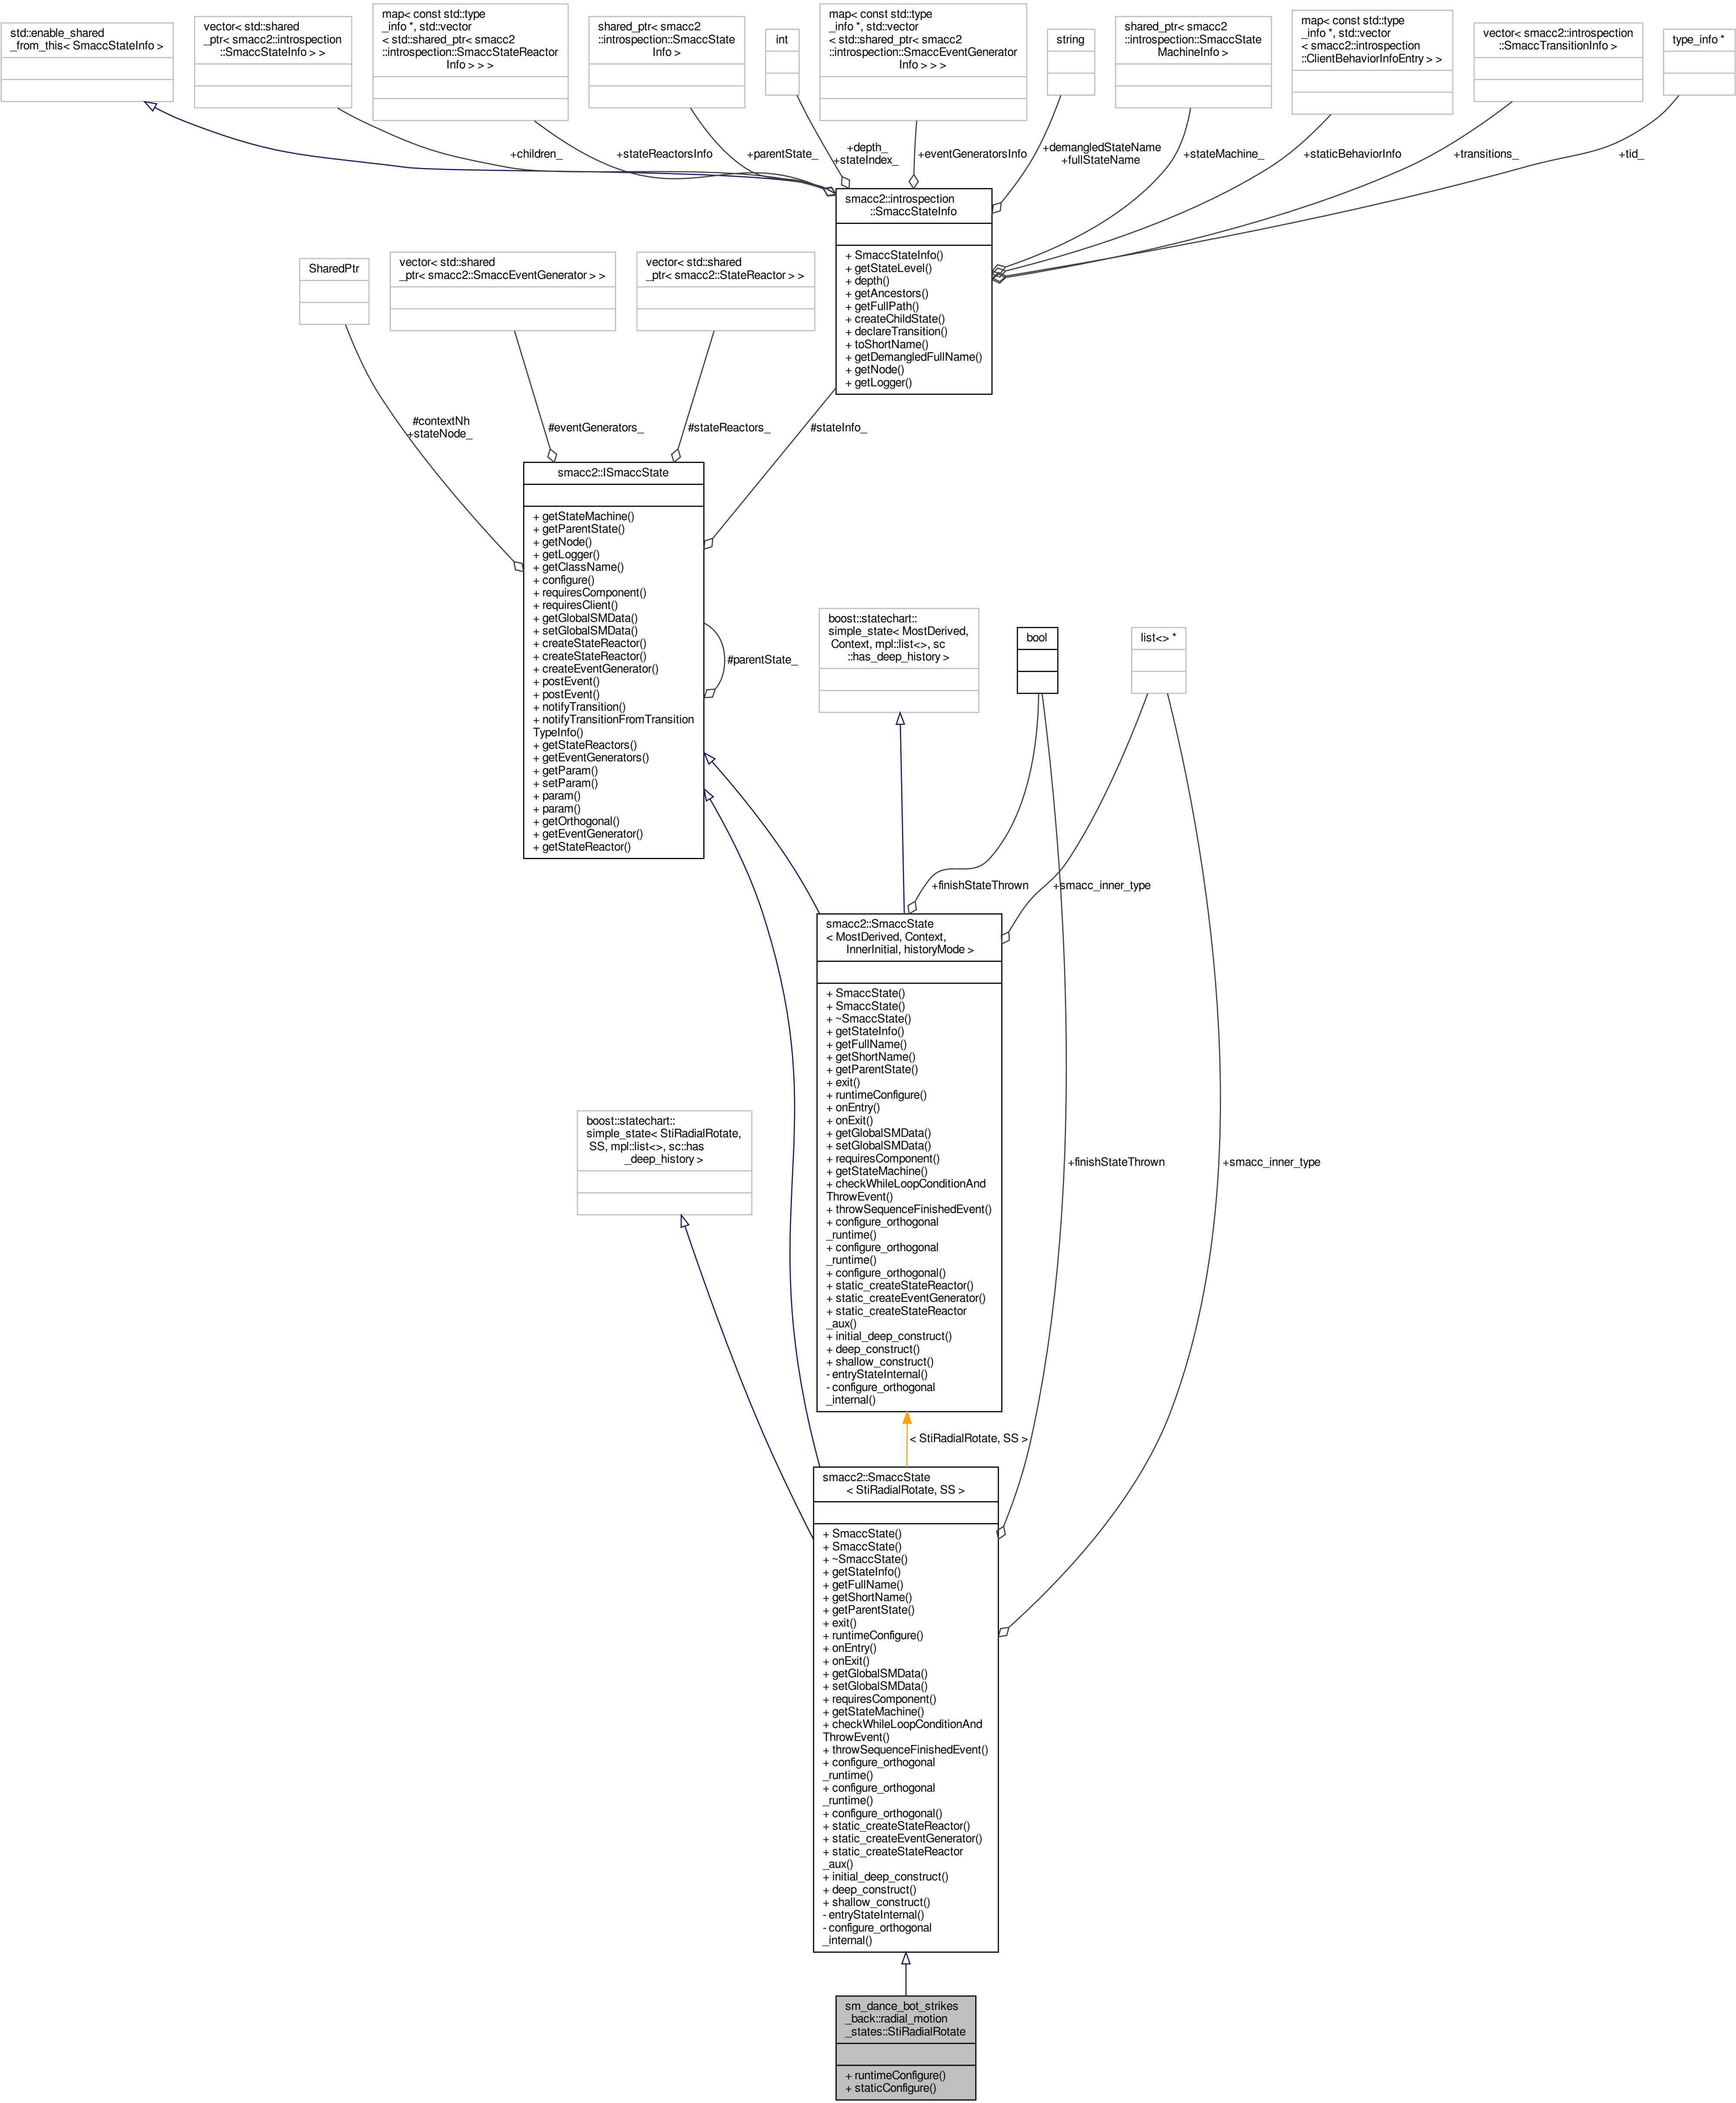 std::enable_shared
_from_this< SmaccStateInfo >
vector< std::shared
_ptr< smacc2::introspection
::SmaccStateInfo > >
map< const std::type
_info *, std::vector
< std::shared_ptr< smacc2
::introspection::SmaccStateReactor
Info > > >
shared_ptr< smacc2
::introspection::SmaccState
Info >
int
map< const std::type
_info *, std::vector
< std::shared_ptr< smacc2
::introspection::SmaccEventGenerator
Info > > >
string
shared_ptr< smacc2
::introspection::SmaccState
MachineInfo >
map< const std::type
_info *, std::vector
< smacc2::introspection
::ClientBehaviorInfoEntry > >
vector< smacc2::introspection
::SmaccTransitionInfo >
type_info *
+children_
+stateReactorsInfo
+parentState_
+depth_
+stateIndex_
+eventGeneratorsInfo
+demangledStateName
+fullStateName
+stateMachine_
+staticBehaviorInfo
+transitions_
+tid_
smacc2::introspection
::SmaccStateInfo
+ SmaccStateInfo()
+ getStateLevel()
+ depth()
+ getAncestors()
+ getFullPath()
+ createChildState()
+ declareTransition()
+ toShortName()
+ getDemangledFullName()
+ getNode()
+ getLogger()
SharedPtr
vector< std::shared
_ptr< smacc2::SmaccEventGenerator > >
vector< std::shared
_ptr< smacc2::StateReactor > >
#contextNh
+stateNode_
#eventGenerators_
#stateReactors_
#stateInfo_
smacc2::ISmaccState
+ getStateMachine()
+ getParentState()
+ getNode()
+ getLogger()
+ getClassName()
+ configure()
+ requiresComponent()
+ requiresClient()
+ getGlobalSMData()
+ setGlobalSMData()
+ createStateReactor()
+ createStateReactor()
+ createEventGenerator()
+ postEvent()
+ postEvent()
+ notifyTransition()
+ notifyTransitionFromTransition
TypeInfo()
+ getStateReactors()
+ getEventGenerators()
+ getParam()
+ setParam()
+ param()
+ param()
+ getOrthogonal()
+ getEventGenerator()
+ getStateReactor()
#parentState_
boost::statechart::
simple_state< MostDerived,
Context, mpl::list<>, sc
::has_deep_history >
bool
list<> *
+finishStateThrown
+smacc_inner_type
smacc2::SmaccState
< MostDerived, Context,
InnerInitial, historyMode >
+ SmaccState()
+ SmaccState()
+ ~SmaccState()
+ getStateInfo()
+ getFullName()
+ getShortName()
+ getParentState()
+ exit()
+ runtimeConfigure()
+ onEntry()
+ onExit()
+ getGlobalSMData()
+ setGlobalSMData()
+ requiresComponent()
+ getStateMachine()
+ checkWhileLoopConditionAnd
ThrowEvent()
+ throwSequenceFinishedEvent()
+ configure_orthogonal
_runtime()
+ configure_orthogonal
_runtime()
+ configure_orthogonal()
+ static_createStateReactor()
+ static_createEventGenerator()
+ static_createStateReactor
_aux()
+ initial_deep_construct()
+ deep_construct()
+ shallow_construct()
- entryStateInternal()
- configure_orthogonal
_internal()
boost::statechart::
simple_state< StiRadialRotate,
SS, mpl::list<>, sc::has
_deep_history >
+finishStateThrown
+smacc_inner_type
< StiRadialRotate, SS >
smacc2::SmaccState
< StiRadialRotate, SS >
+ SmaccState()
+ SmaccState()
+ ~SmaccState()
+ getStateInfo()
+ getFullName()
+ getShortName()
+ getParentState()
+ exit()
+ runtimeConfigure()
+ onEntry()
+ onExit()
+ getGlobalSMData()
+ setGlobalSMData()
+ requiresComponent()
+ getStateMachine()
+ checkWhileLoopConditionAnd
ThrowEvent()
+ throwSequenceFinishedEvent()
+ configure_orthogonal
_runtime()
+ configure_orthogonal
_runtime()
+ configure_orthogonal()
+ static_createStateReactor()
+ static_createEventGenerator()
+ static_createStateReactor
_aux()
+ initial_deep_construct()
+ deep_construct()
+ shallow_construct()
- entryStateInternal()
- configure_orthogonal
_internal()
sm_dance_bot_strikes
_back::radial_motion
_states::StiRadialRotate
+ runtimeConfigure()
+ staticConfigure()